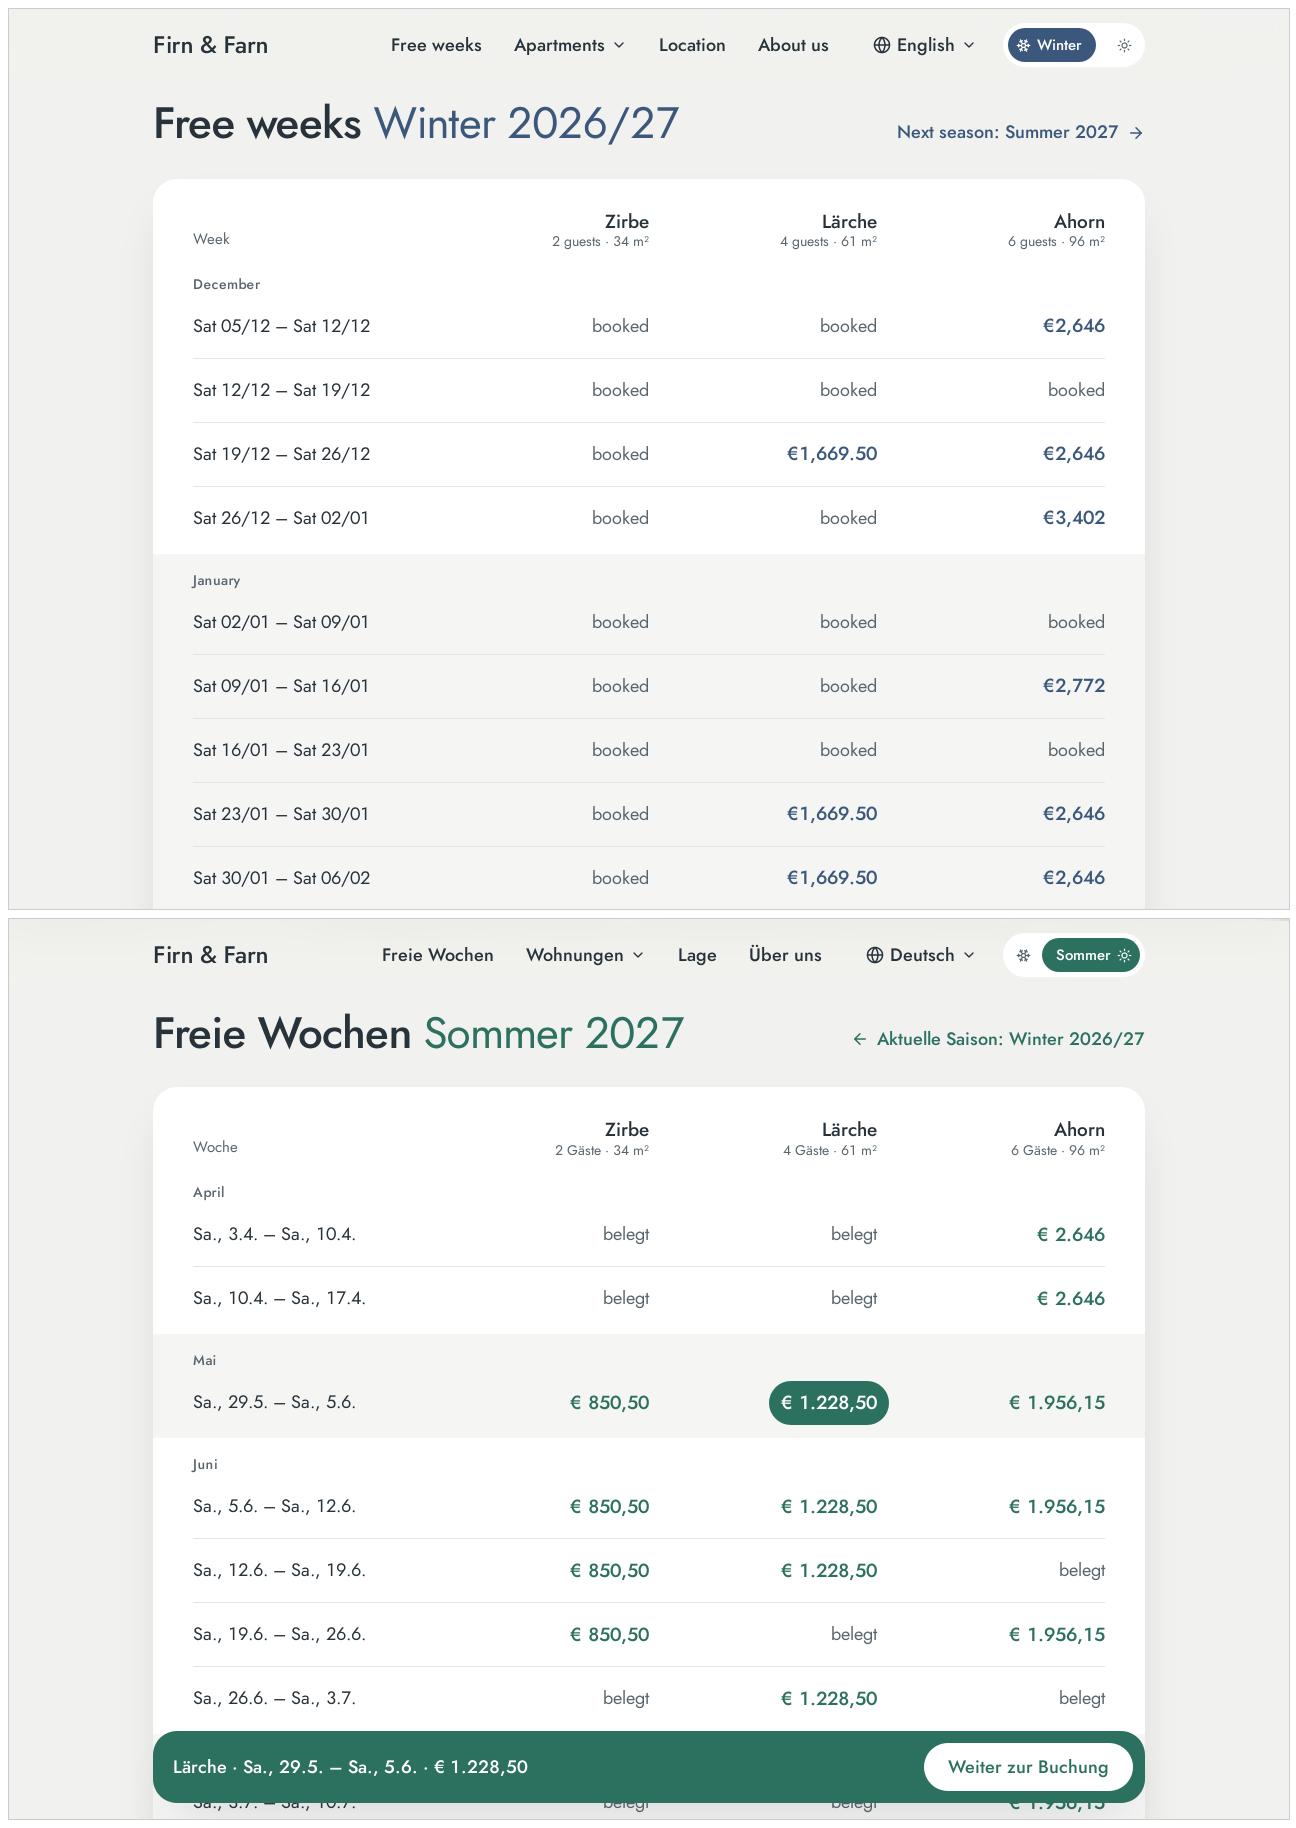 Firn & Farn Free weeks Apartments Location About us English Winter
Free weeks Winter 2026/27
Next season: Summer 2027 →
Week Zirbe Lärche Ahorn
2 guests · 34 m² 4 guests · 61 m² 6 guests · 96 m²
December
Sat 05/12 – Sat 12/12 booked booked €2,646
Sat 12/12 – Sat 19/12 booked booked booked
Sat 19/12 – Sat 26/12 booked €1,669.50 €2,646
Sat 26/12 – Sat 02/01 booked booked €3,402
January
Sat 02/01 – Sat 09/01 booked booked booked
Sat 09/01 – Sat 16/01 booked booked €2,772
Sat 16/01 – Sat 23/01 booked booked booked
Sat 23/01 – Sat 30/01 booked €1,669.50 €2,646
Sat 30/01 – Sat 06/02 booked €1,669.50 €2,646
Firn & Farn Freie Wochen Wohnungen Lage Über uns Deutsch Sommer
Freie Wochen Sommer 2027
← Aktuelle Saison: Winter 2026/27
Woche Zirbe Lärche Ahorn
2 Gäste · 34 m² 4 Gäste · 61 m² 6 Gäste · 96 m²
April
Sa., 3.4. – Sa., 10.4. belegt belegt € 2.646
Sa., 10.4. – Sa., 17.4. belegt belegt € 2.646
Mai
Sa., 29.5. – Sa., 5.6. € 850,50 € 1.228,50 € 1.956,15
Juni
Sa., 5.6. – Sa., 12.6. € 850,50 € 1.228,50 € 1.956,15
Sa., 12.6. – Sa., 19.6. € 850,50 € 1.228,50 belegt
Sa., 19.6. – Sa., 26.6. € 850,50 belegt € 1.956,15
Sa., 26.6. – Sa., 3.7. belegt € 1.228,50 belegt
Lärche · Sa., 29.5. – Sa., 5.6. · € 1.228,50 Weiter zur Buchung
Sa., 3.7. – Sa., 10.7. belegt belegt € 1.956,15